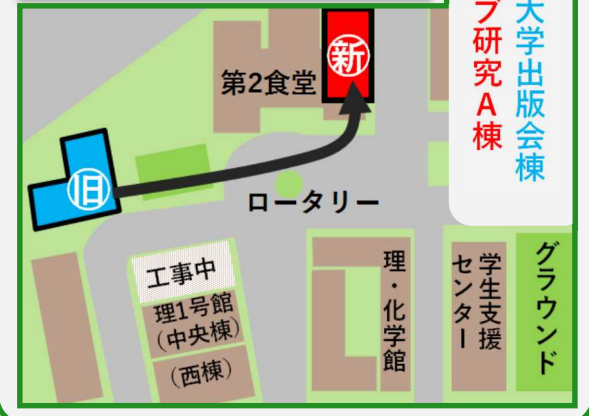 大学出版会棟
ブ研究A棟
新
第2食堂
旧
ロータリー
工事中
理1号館
(中央棟)
(西棟)
理・化学館
学生支援
センター
グラウンド